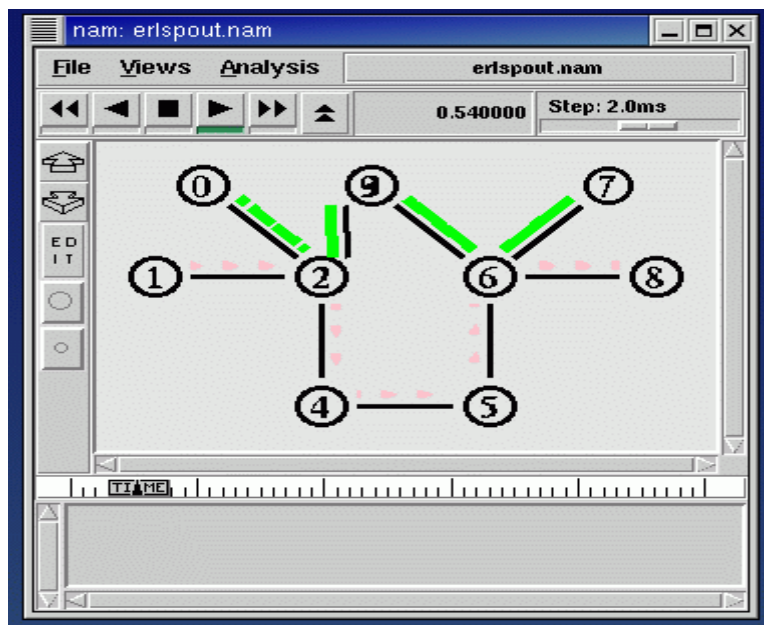 nam: erlspout.nam
File Views Analysis erlspout.nam
0.540000 Step: 2.0ms
ED
IT
0 9 7
1 2 6 8
4 5
TIME